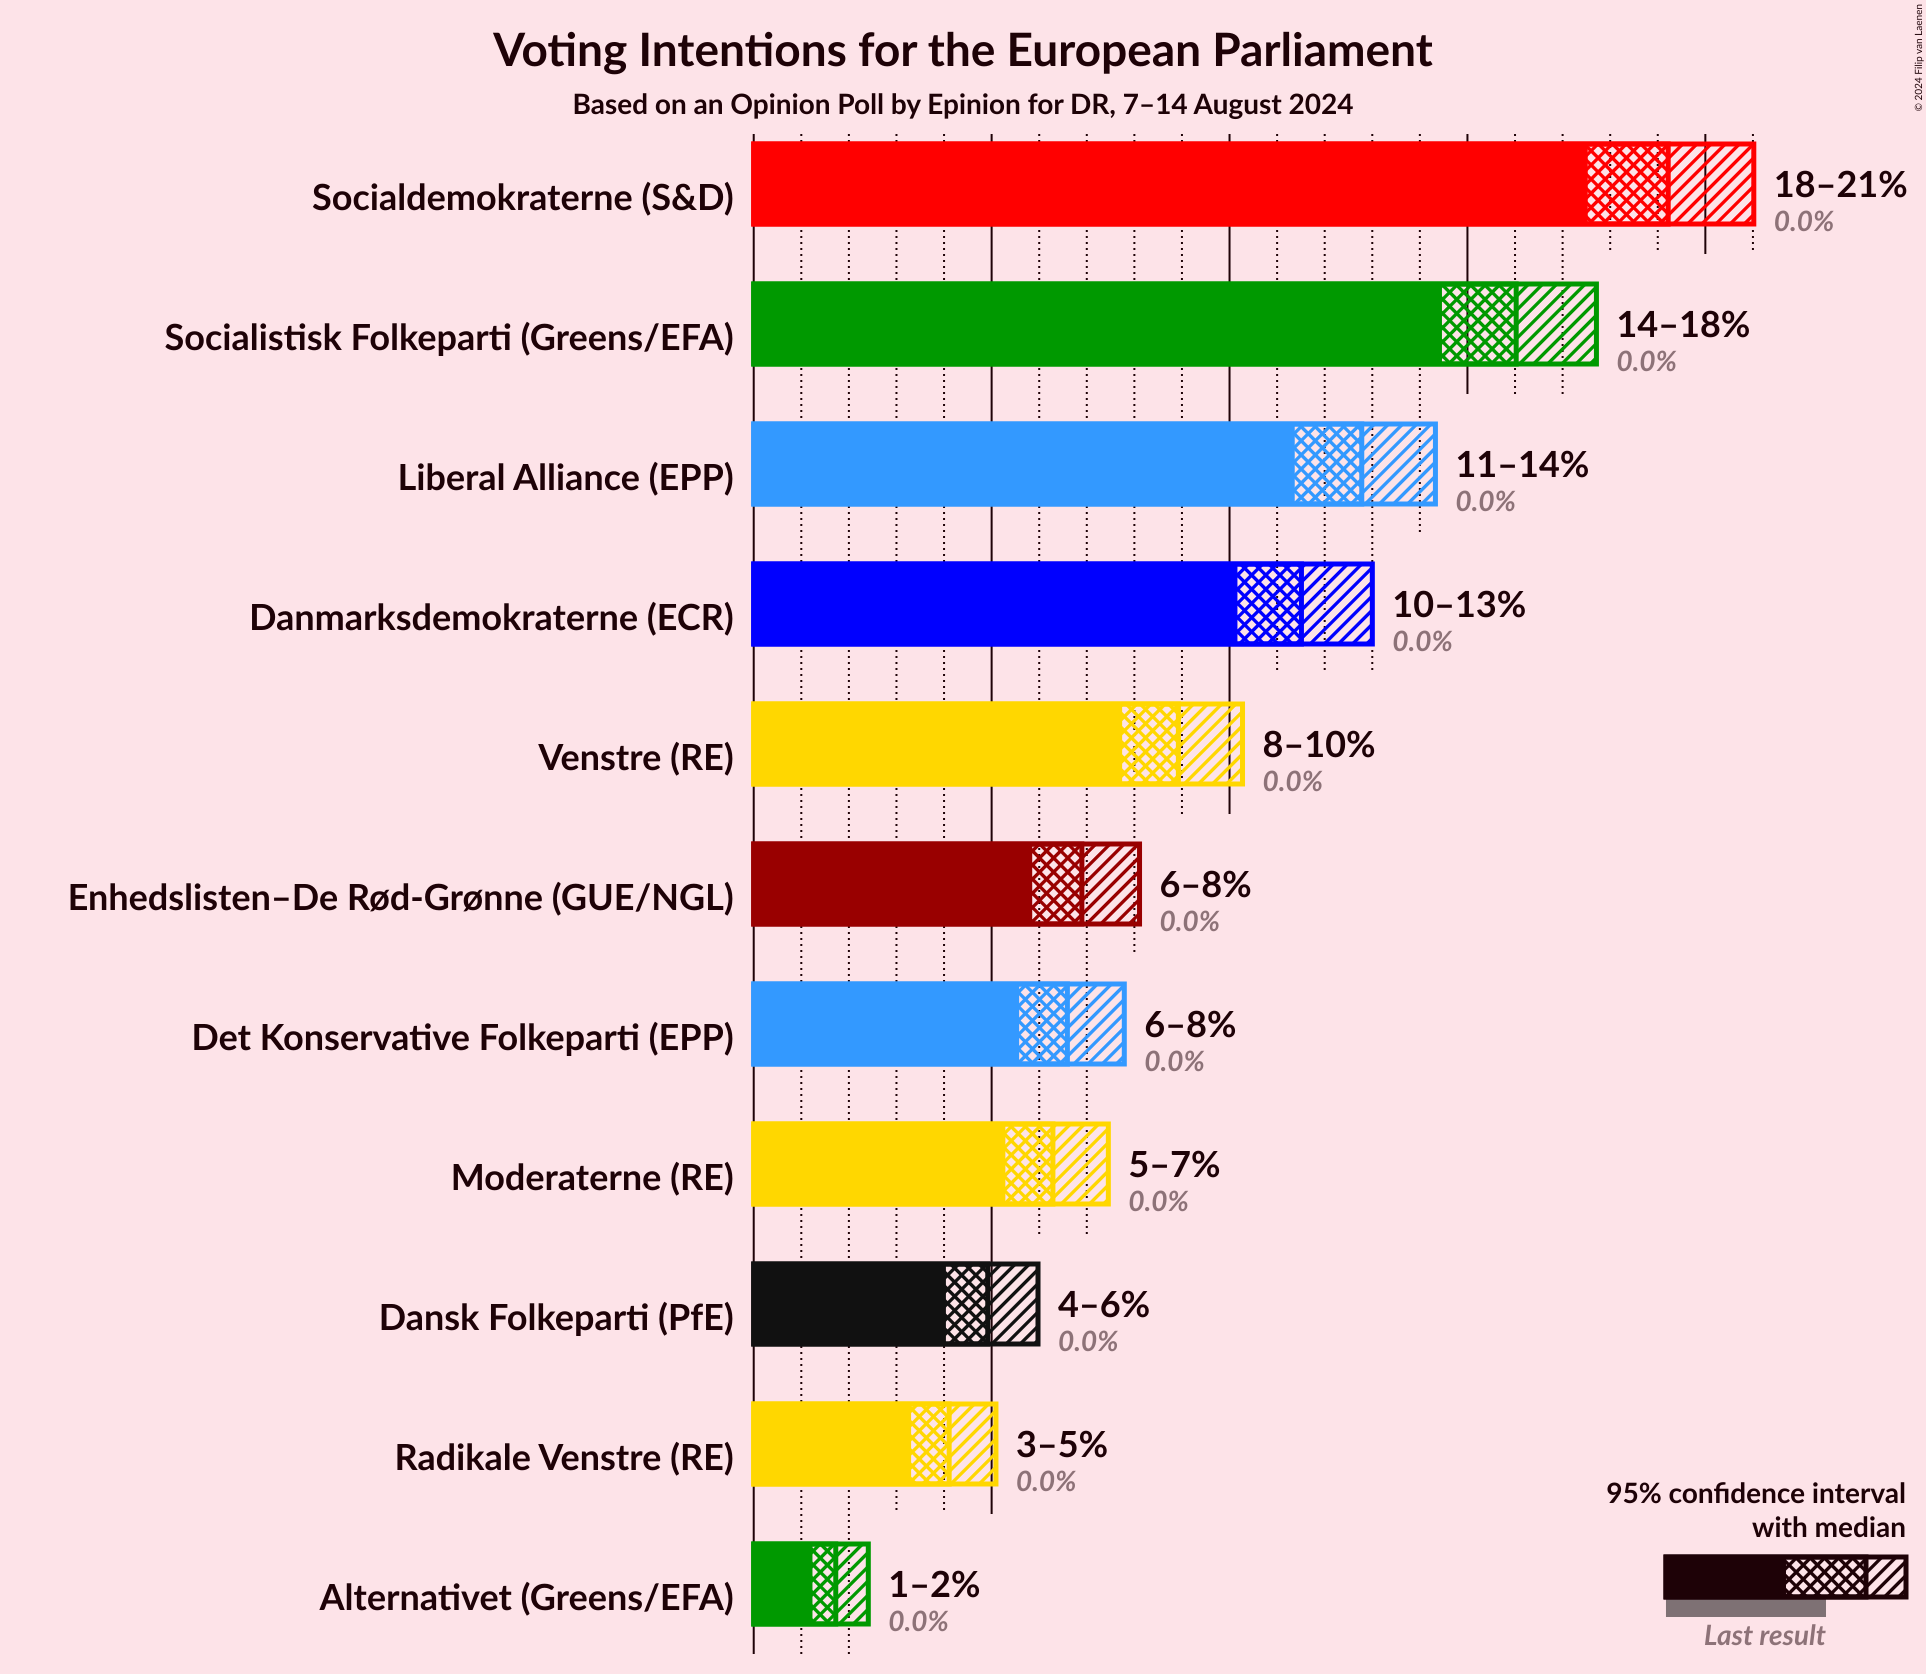 Voting Intentions for the European Parliament
Based on an Opinion Poll by Epinion for DR, 7–14 August 2024
© 2024 Filip van Laenen
Socialdemokraterne (S&D)
18–21%
0.0%
Socialistisk Folkeparti (Greens/EFA)
14–18%
0.0%
Liberal Alliance (EPP)
11–14%
0.0%
Danmarksdemokraterne (ECR)
10–13%
0.0%
Venstre (RE)
8–10%
0.0%
Enhedslisten–De Rød-Grønne (GUE/NGL)
6–8%
0.0%
Det Konservative Folkeparti (EPP)
6–8%
0.0%
Moderaterne (RE)
5–7%
0.0%
Dansk Folkeparti (PfE)
4–6%
0.0%
Radikale Venstre (RE)
3–5%
0.0%
Alternativet (Greens/EFA)
1–2%
0.0%
95% confidence interval
with median
Last result